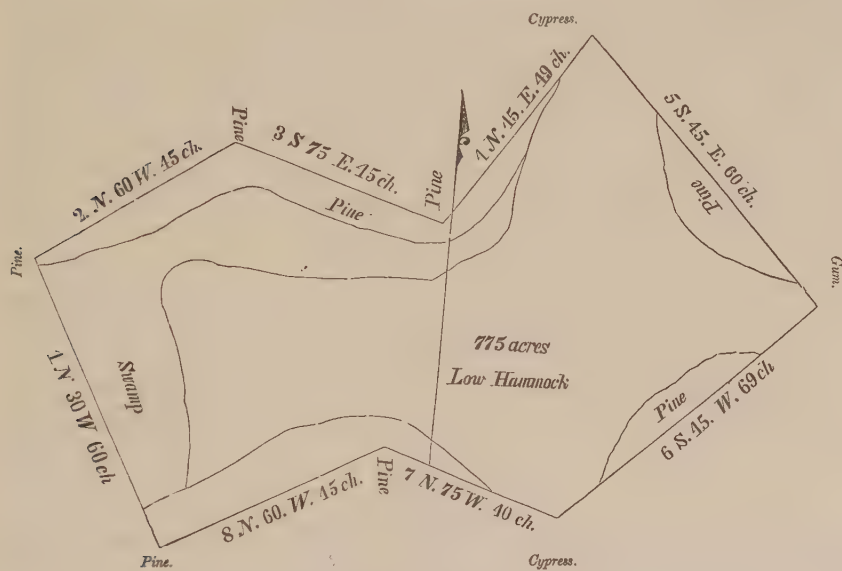 Cypress.
Pine
3 S 75 E. 45 ch.
4 N. 45. E. 49 ch.
5 S. 45. E. 60 ch.
2. N. 60 W. 45 ch.
Pine
Pine
Pine
Pine.
Gum.
775 acres
Low Hammock
Swamp
1 N 30 W 60 ch
Pine
6 S. 45. W. 69 ch
Pine
7 N. 75 W. 40 ch.
8 N. 60. W. 45 ch.
Pine.
Cypress.